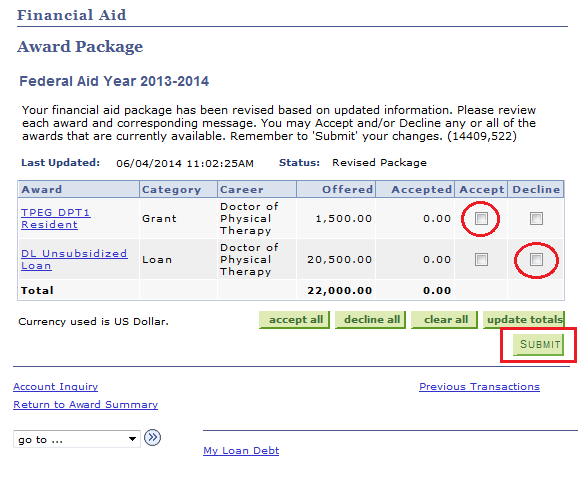 Financial Aid
Award Package
Federal Aid Year 2013-2014
Your financial aid package has been revised based on updated information. Please review
each award and corresponding message. You may Accept and/or Decline any or all of the
awards that are currently available. Remember to 'Submit' your changes. (14409,522)
Last Updated: 06/04/2014 11:02:25AM Status: Revised Package
Award Category Career Offered Accepted Accept Decline
TPEG DPT1 Resident Grant Doctor of Physical Therapy 1,500.00 0.00
DL Unsubsidized Loan Loan Doctor of Physical Therapy 20,500.00 0.00
Total 22,000.00 0.00
Currency used is US Dollar. accept all decline all clear all update totals
SUBMIT
Account Inquiry Previous Transactions
Return to Award Summary
go to ...
My Loan Debt